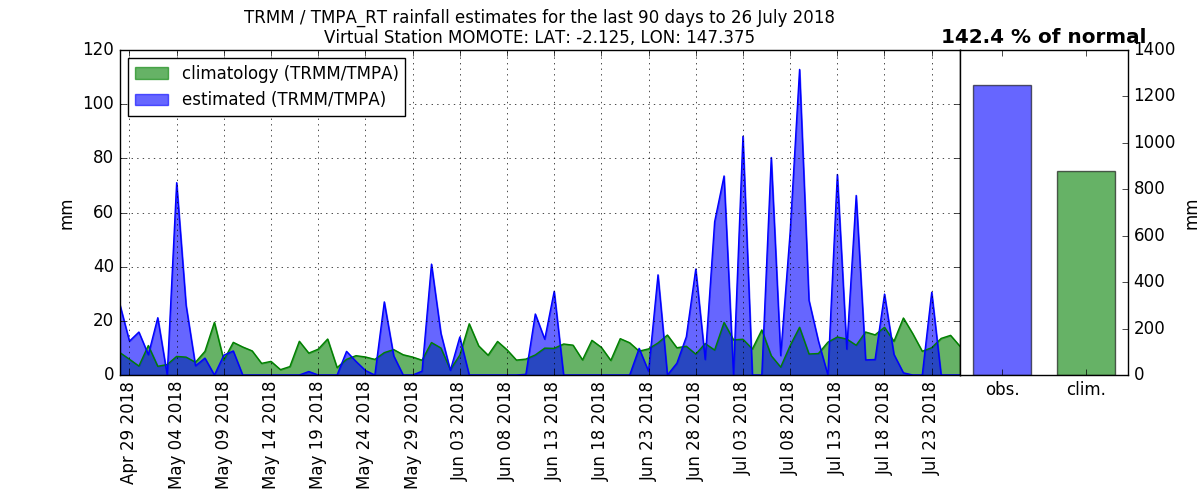 TRMM / TMPA_RT rainfall estimates for the last 90 days to 26 July 2018
Virtual Station MOMOTE: LAT: -2.125, LON: 147.375
142.4 % of normal
climatology (TRMM/TMPA)
estimated (TRMM/TMPA)
mm
120
100
80
60
40
20
0
Apr 29 2018
May 04 2018
May 09 2018
May 14 2018
May 19 2018
May 24 2018
May 29 2018
Jun 03 2018
Jun 08 2018
Jun 13 2018
Jun 18 2018
Jun 23 2018
Jun 28 2018
Jul 03 2018
Jul 08 2018
Jul 13 2018
Jul 18 2018
Jul 23 2018
obs.
clim.
1400
1200
1000
800
600
400
200
0
mm